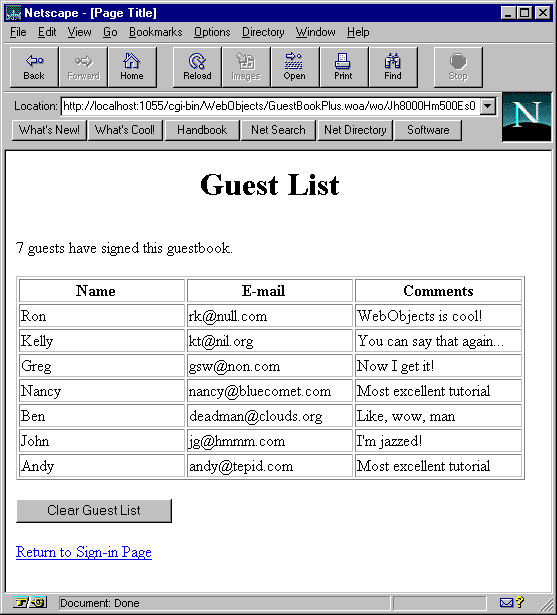 Netscape - [Page Title]
File Edit View Go Bookmarks Options Directory Window Help
Back Forward Home Reload Images Open Print Find Stop
Location: http://localhost:1055/cgi-bin/WebObjects/GuestBookPlus.woa/wo/Jh8000Hm500Es0
N
What's New! What's Cool! Handbook Net Search Net Directory Software
Guest List
7 guests have signed this guestbook.
Name E-mail Comments
Ron rk@null.com WebObjects is cool!
Kelly kt@nil.org You can say that again...
Greg gsw@non.com Now I get it!
Nancy nancy@bluecomet.com Most excellent tutorial
Ben deadman@clouds.org Like, wow, man
John jg@hmmm.com I'm jazzed!
Andy andy@tepid.com Most excellent tutorial
Clear Guest List
Return to Sign-in Page
Document: Done